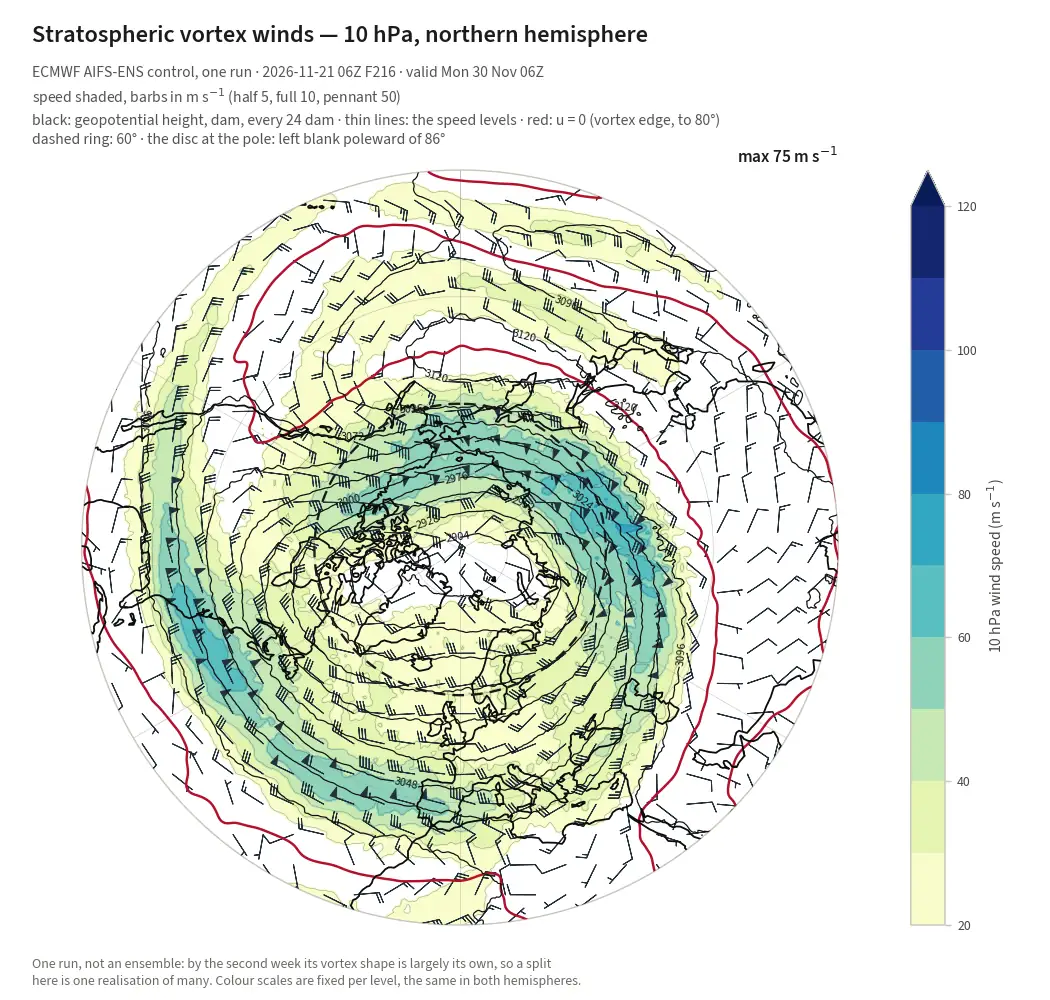 Stratospheric vortex winds — 10 hPa, northern hemisphere
ECMWF AIFS-ENS control, one run · 2026-11-21 06Z F216 · valid Mon 30 Nov 06Z
speed shaded, barbs in m s⁻¹ (half 5, full 10, pennant 50)
black: geopotential height, dam, every 24 dam · thin lines: the speed levels · red: u = 0 (vortex edge, to 80°)
dashed ring: 60° · the disc at the pole: left blank poleward of 86°
max 75 m s⁻¹
120
100
80
60
40
20
10 hPa wind speed (m s⁻¹)
3096
3120
3120
3120
3072
2976
3000
3024
2904
3096
3048
One run, not an ensemble: by the second week its vortex shape is largely its own, so a split
here is one realisation of many. Colour scales are fixed per level, the same in both hemispheres.